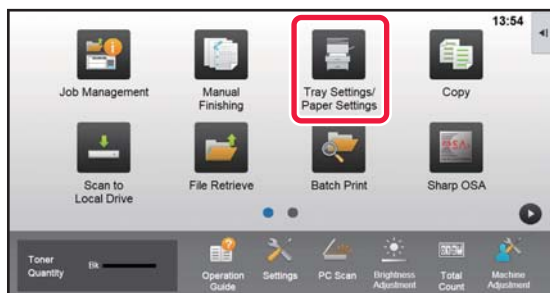 13:54
Job Management
Manual
Finishing
Tray Settings/
Paper Settings
Copy
Scan to
Local Drive
File Retrieve
Batch Print
Sharp OSA
Toner
Quantity
Bk
Operation
Guide
Settings
PC Scan
Brightness
Adjustment
Total
Count
Machine
Adjustment